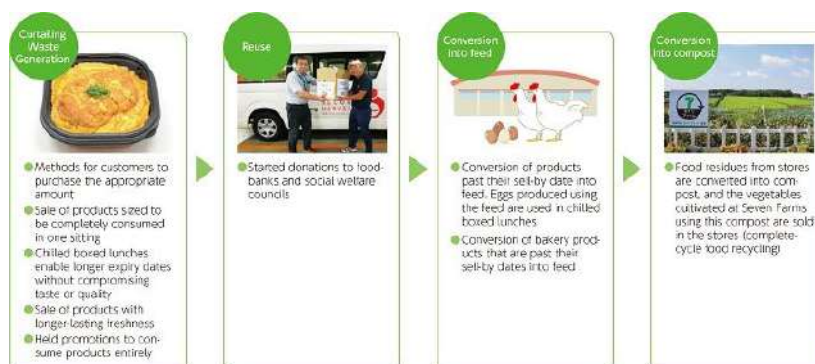 Curtailing
Waste
Generation
Methods for customers to
purchase the appropriate
amount
Sale of products sized to
be completely consumed
in one sitting
Chilled boxed lunches
enable longer expiry dates
without compromising
taste or quality
Sale of products with
longer-lasting freshness
Held promotions to con-
sume products entirely
Reuse
SECOND
HARVEST
Started donations to food-
banks and social welfare
councils
Conversion
into feed
Conversion of products
past their sell-by date into
feed. Eggs produced using
the feed are used in chilled
boxed lunches
Conversion of bakery prod-
ucts that are past their
sell-by dates into feed
Conversion
into compost
Food residues from stores
are converted into com-
post, and the vegetables
cultivated at Seven Farms
using this compost are sold
in the stores (complete-
cycle food recycling)